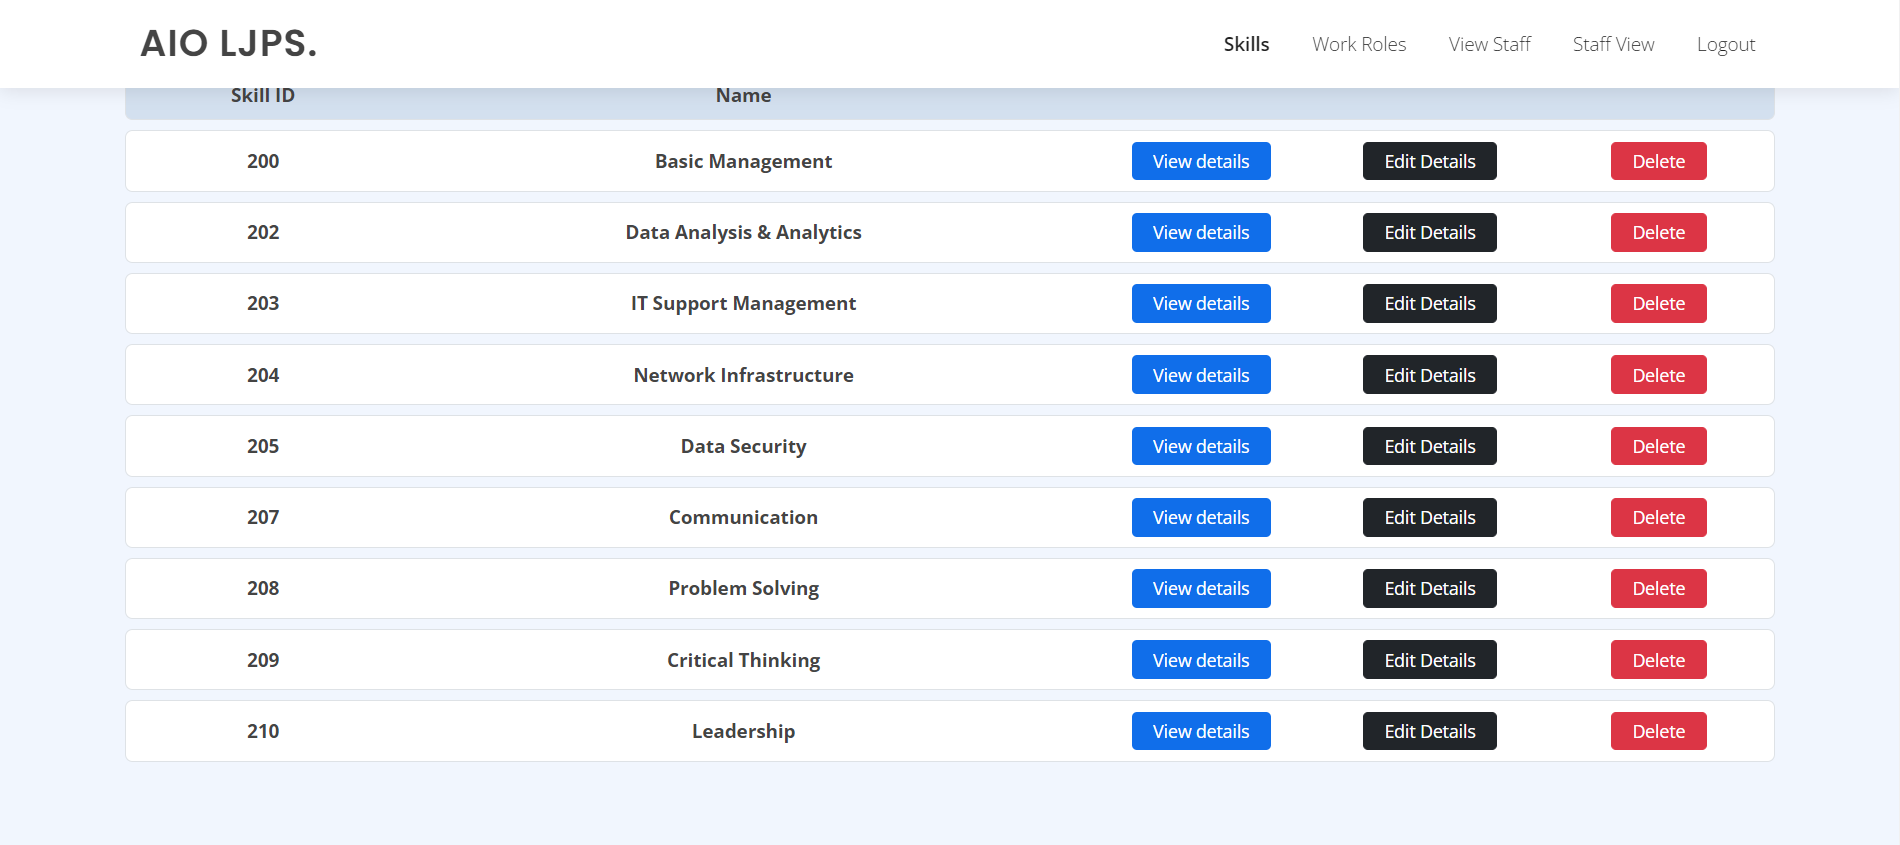 AIO LJPS.
Skills Work Roles View Staff Staff View Logout
Skill ID Name
200 Basic Management View details Edit Details Delete
202 Data Analysis & Analytics View details Edit Details Delete
203 IT Support Management View details Edit Details Delete
204 Network Infrastructure View details Edit Details Delete
205 Data Security View details Edit Details Delete
207 Communication View details Edit Details Delete
208 Problem Solving View details Edit Details Delete
209 Critical Thinking View details Edit Details Delete
210 Leadership View details Edit Details Delete